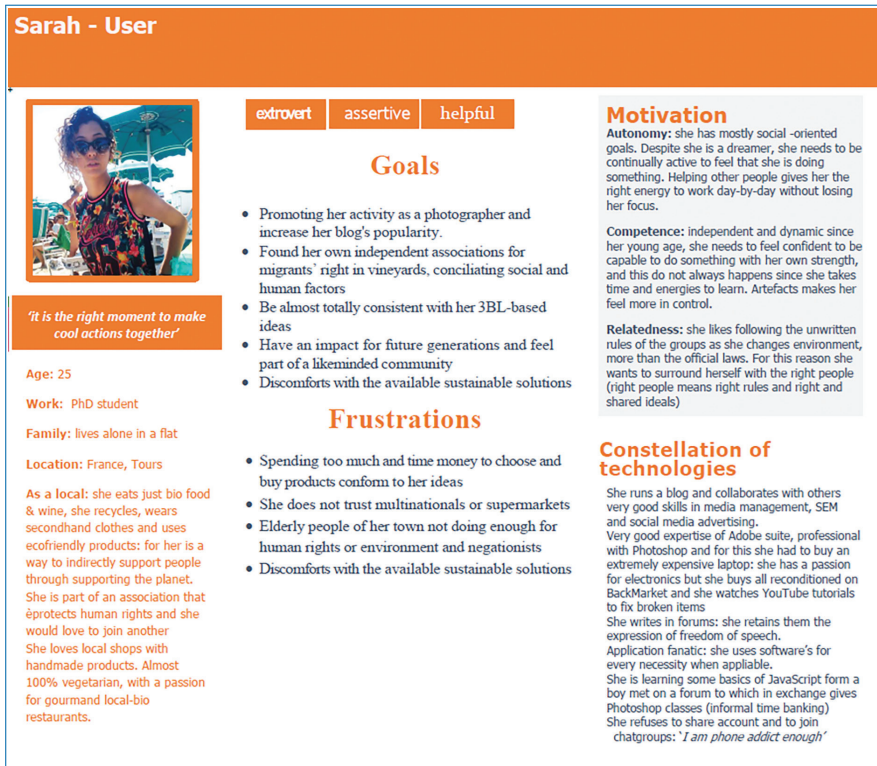 Sarah - User
'it is the right moment to make
cool actions together'
Age: 25
Work: PhD student
Family: lives alone in a flat
Location: France, Tours
As a local: she eats just bio food
& wine, she recycles, wears
secondhand clothes and uses
ecofriendly products: for her is a
way to indirectly support people
through supporting the planet.
She is part of an association that
èprotects human rights and she
would love to join another
She loves local shops with
handmade products. Almost
100% vegetarian, with a passion
for gourmand local-bio
restaurants.
extrovert
assertive
helpful
Goals
• Promoting her activity as a photographer and
increase her blog's popularity.
• Found her own independent associations for
migrants' right in vineyards, conciliating social and
human factors
• Be almost totally consistent with her 3BL-based
ideas
• Have an impact for future generations and feel
part of a likeminded community
• Discomforts with the available sustainable solutions
Frustrations
• Spending too much and time money to choose and
buy products conform to her ideas
• She does not trust multinationals or supermarkets
• Elderly people of her town not doing enough for
human rights or environment and negationists
• Discomforts with the available sustainable solutions
Motivation
Autonomy: she has mostly social -oriented
goals. Despite she is a dreamer, she needs to be
continually active to feel that she is doing
something. Helping other people gives her the
right energy to work day-by-day without losing
her focus.
Competence: independent and dynamic since
her young age, she needs to feel confident to be
capable to do something with her own strength,
and this do not always happens since she takes
time and energies to learn. Artefacts makes her
feel more in control.
Relatedness: she likes following the unwritten
rules of the groups as she changes environment,
more than the official laws. For this reason she
wants to surround herself with the right people
(right people means right rules and right and
shared ideals)
Constellation of
technologies
She runs a blog and collaborates with others
very good skills in media management, SEM
and social media advertising.
Very good expertise of Adobe suite, professional
with Photoshop and for this she had to buy an
extremely expensive laptop: she has a passion
for electronics but she buys all reconditioned on
BackMarket and she watches YouTube tutorials
to fix broken items
She writes in forums: she retains them the
expression of freedom of speech.
Application fanatic: she uses software's for
every necessity when appliable.
She is learning some basics of JavaScript form a
boy met on a forum to which in exchange gives
Photoshop classes (informal time banking)
She refuses to share account and to join
chatgroups: 'I am phone addict enough'